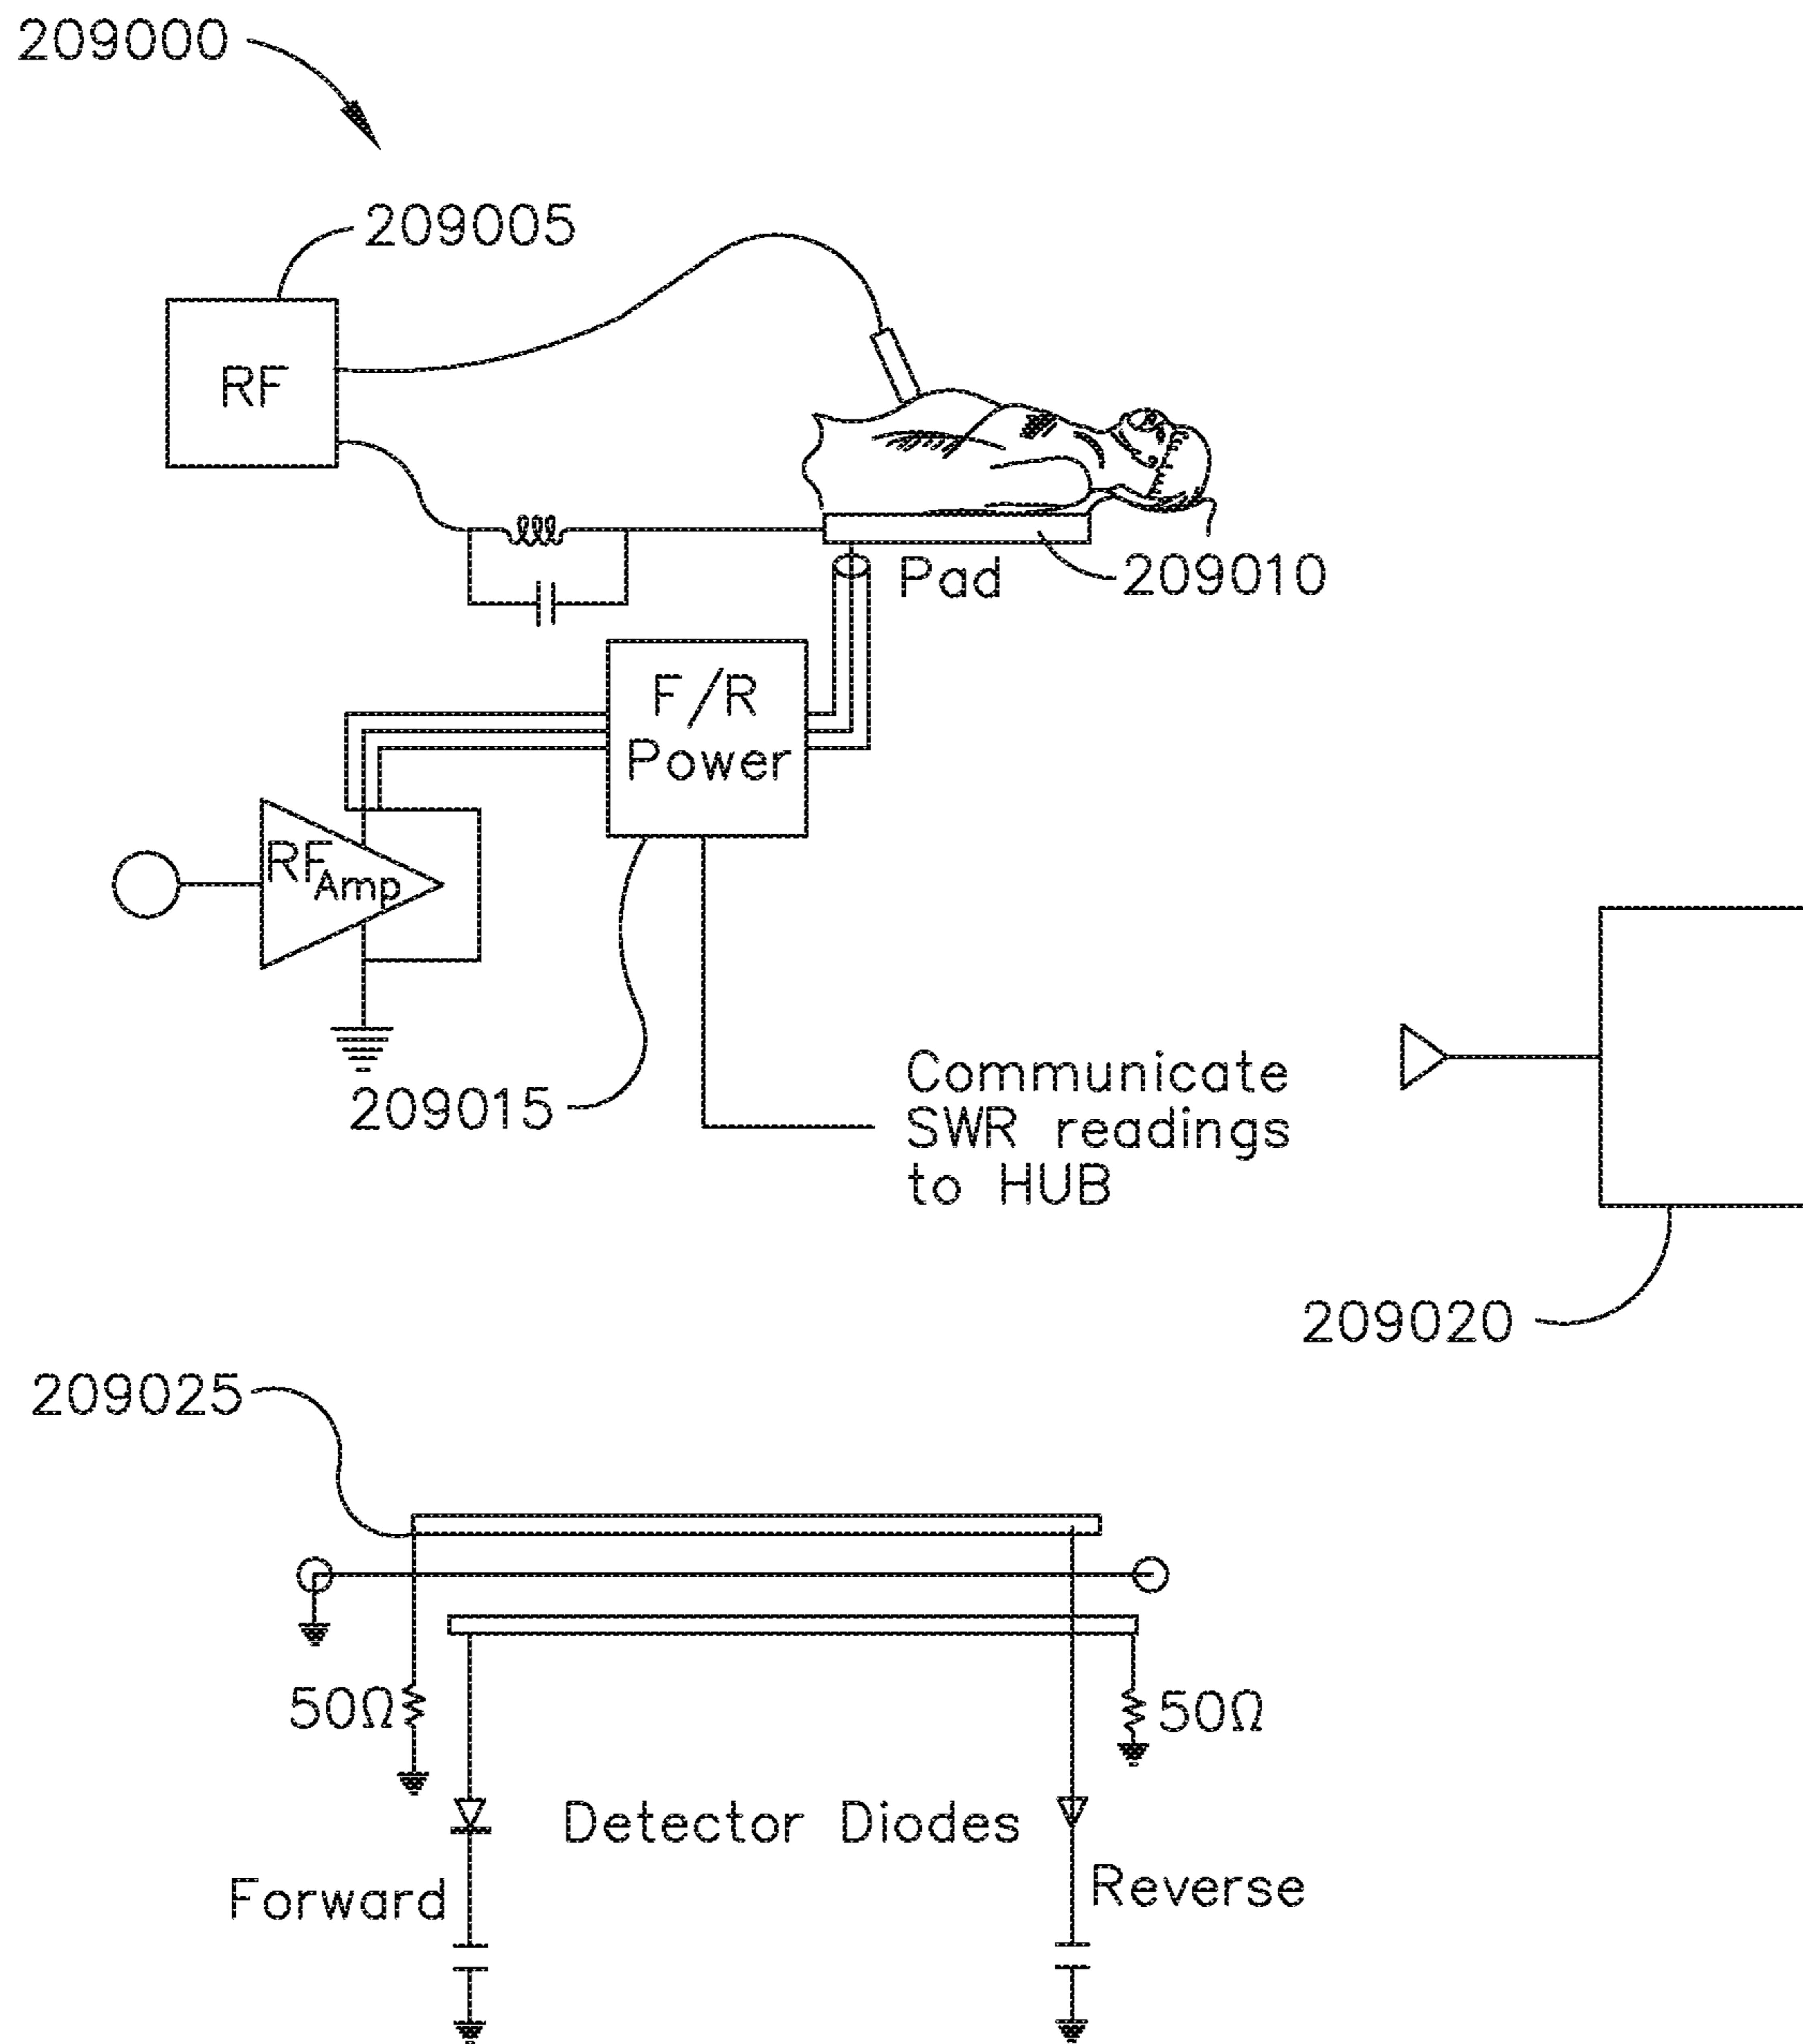 209000
209005
RF
Pad
209010
F/R
Power
RF Amp
209015
Communicate
SWR readings
to HUB
209020
209025
50Ω
50Ω
Detector Diodes
Forward
Reverse